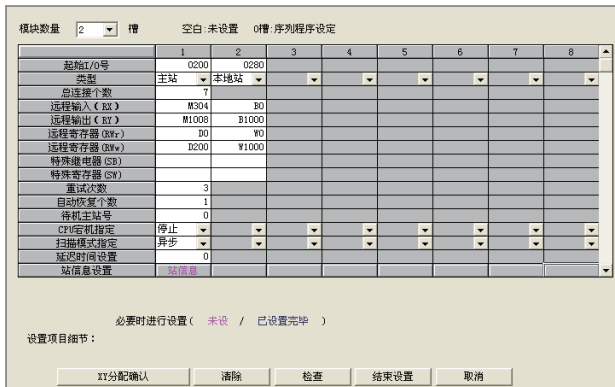 模块数量 2 槽 空白:未设置 0槽:序列程序设定
1 2 3 4 5 6 7 8
起始I/O号 0200 0280
类型 主站 本地站
总连接个数 7
远程输入(RX) M304 B0
远程输出(RY) M1008 B1000
远程寄存器(RWr) D0 W0
远程寄存器(RWw) D200 W1000
特殊继电器(SB)
特殊寄存器(SW)
重试次数 3
自动恢复个数 1
待机主站号 0
CPU宕机指定 停止
扫描模式指定 异步
延迟时间设置 0
站信息设置 站信息
必要时进行设置( 未设 / 已设置完毕 )
设置项目细节:
XY分配确认 清除 检查 结束设置 取消